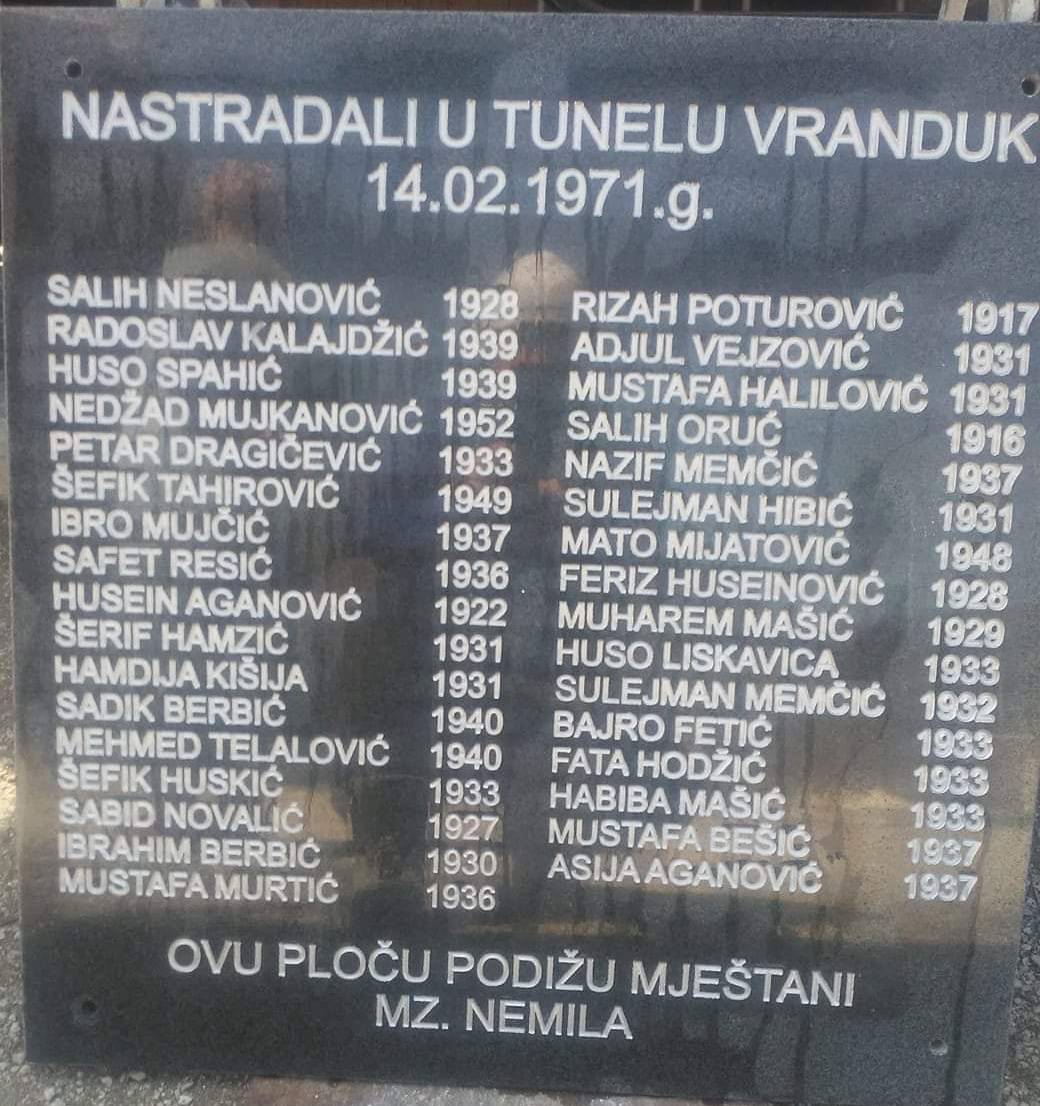 NASTRADALI U TUNELU VRANDUK
14.02.1971.g.
SALIH NESLANOVIĆ 1928
RADOSLAV KALAJDŽIĆ 1939
HUSO SPAHIĆ 1939
NEDŽAD MUJKANOVIĆ 1952
PETAR DRAGIČEVIĆ 1933
ŠEFIK TAHIROVIĆ 1949
IBRO MUJČIĆ 1937
SAFET RESIĆ 1936
HUSEIN AGANOVIĆ 1922
ŠERIF HAMZIĆ 1931
HAMDIJA KIŠIJA 1931
SADIK BERBIĆ 1940
MEHMED TELALOVIĆ 1940
ŠEFIK HUSKIĆ 1933
SABID NOVALIĆ 1927
IBRAHIM BERBIĆ 1930
MUSTAFA MURTIĆ 1936
RIZAH POTUROVIĆ 1917
ADJUL VEJZOVIĆ 1931
MUSTAFA HALILOVIĆ 1931
SALIH ORUĆ 1916
NAZIF MEMČIĆ 1937
SULEJMAN HIBIĆ 1931
MATO MIJATOVIĆ 1948
FERIZ HUSEINOVIĆ 1928
MUHAREM MAŠIĆ 1929
HUSO LISKAVICA 1933
SULEJMAN MEMČIĆ 1932
BAJRO FETIĆ 1933
FATA HODŽIĆ 1933
HABIBA MAŠIĆ 1933
MUSTAFA BEŠIĆ 1937
ASIJA AGANOVIĆ 1937
OVU PLOČU PODIŽU MJEŠTANI
MZ. NEMILA